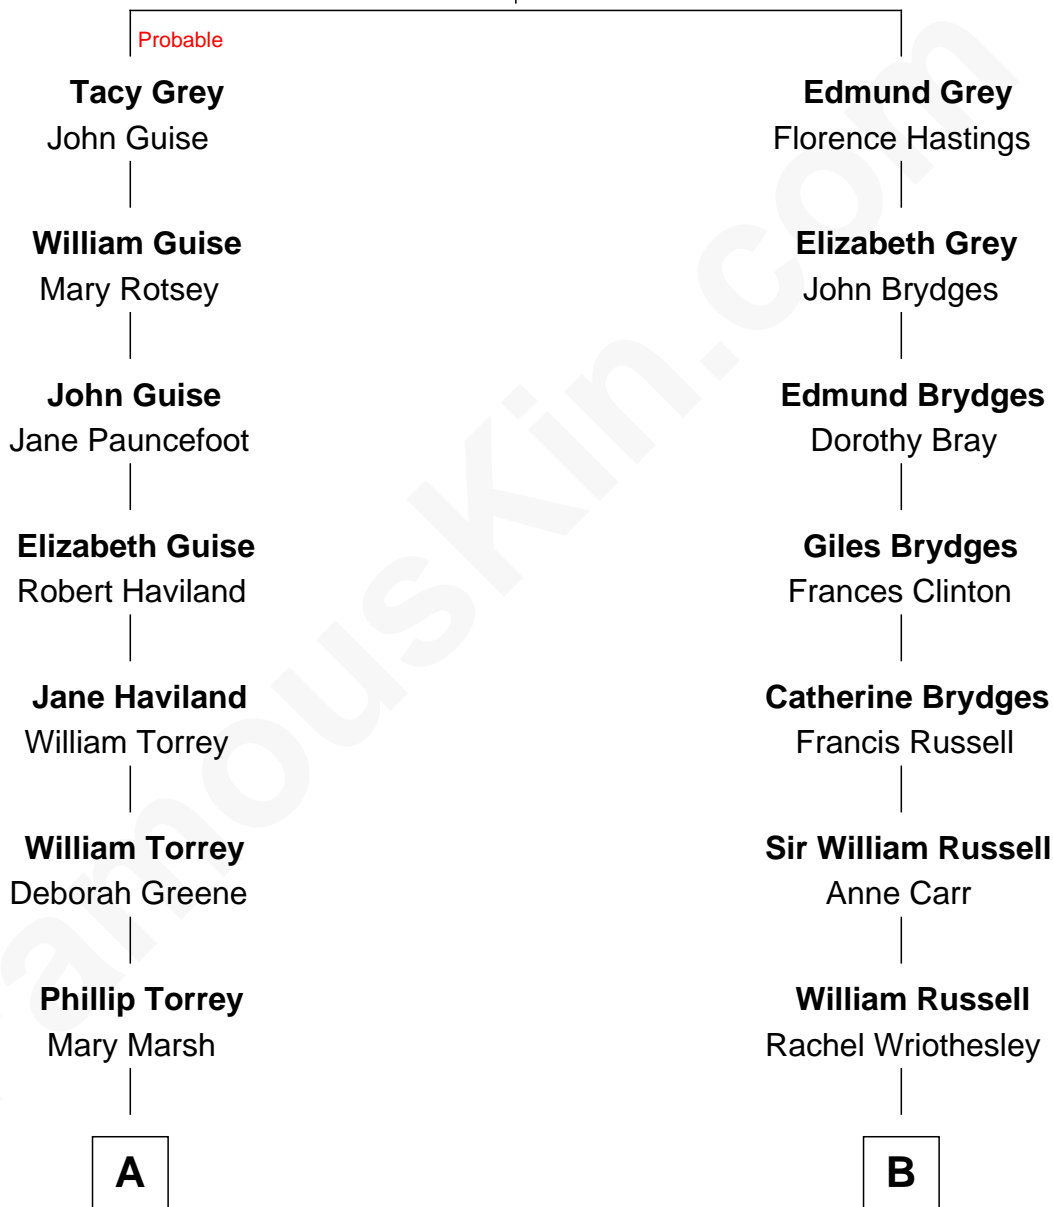 Probable
Tacy Grey
John Guise
William Guise
Mary Rotsey
John Guise
Jane Pauncefoot
Elizabeth Guise
Robert Haviland
Jane Haviland
William Torrey
William Torrey
Deborah Greene
Phillip Torrey
Mary Marsh
A
Edmund Grey
Florence Hastings
Elizabeth Grey
John Brydges
Edmund Brydges
Dorothy Bray
Giles Brydges
Frances Clinton
Catherine Brydges
Francis Russell
Sir William Russell
Anne Carr
William Russell
Rachel Wriothesley
B
amousKin.com